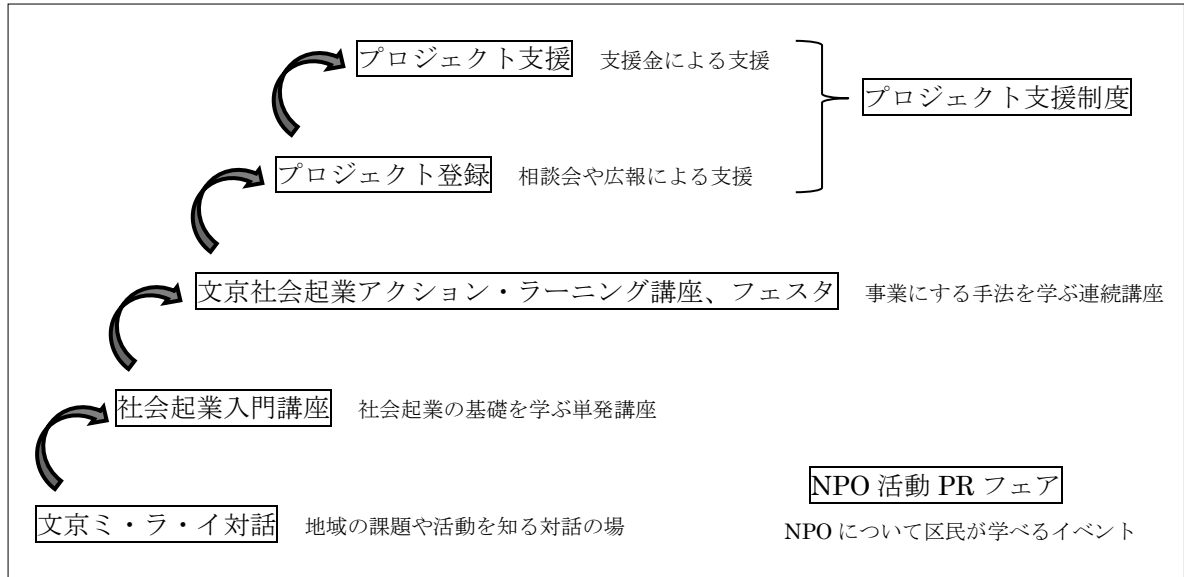 プロジェクト支援 支援金による支援
プロジェクト支援制度
プロジェクト登録 相談会や広報による支援
文京社会起業アクション・ラーニング講座、フェスタ 事業にする手法を学ぶ連続講座
社会起業入門講座 社会起業の基礎を学ぶ単発講座
NPO 活動 PR フェア
文京ミ・ラ・イ対話 地域の課題や活動を知る対話の場
NPO について区民が学べるイベント